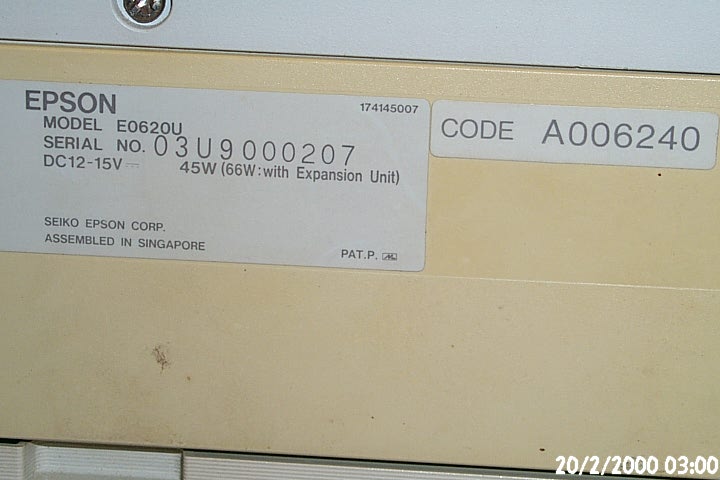 EPSON
174145007
MODEL E0620U
SERIAL NO. 03U9000207
DC12-15V⎓ 45W (66W:with Expansion Unit)
SEIKO EPSON CORP.
ASSEMBLED IN SINGAPORE
PAT.P.
CODE A006240
20/2/2000 03:00